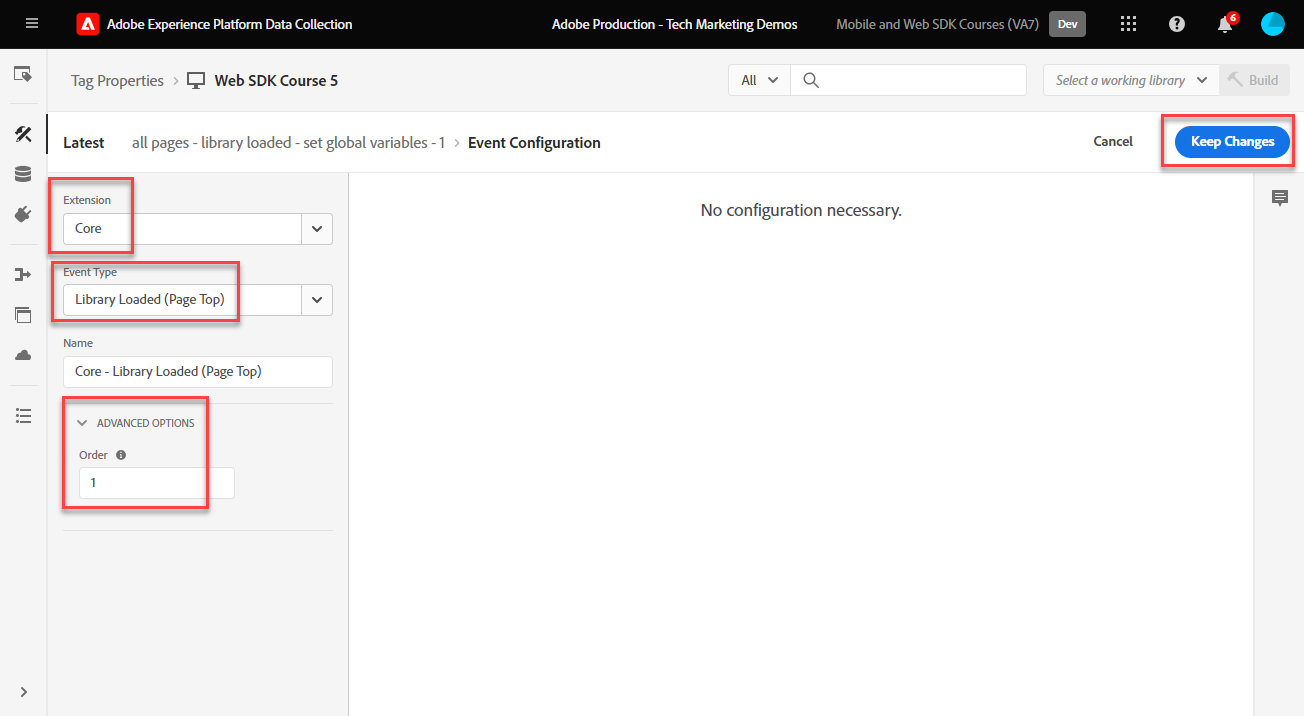 Adobe Experience Platform Data Collection
Adobe Production - Tech Marketing Demos
Mobile and Web SDK Courses (VA7)
Dev
6
Tag Properties > Web SDK Course 5
All
Select a working library
Build
Latest
all pages - library loaded - set global variables - 1 > Event Configuration
Cancel
Keep Changes
Extension
Core
Event Type
Library Loaded (Page Top)
Name
Core - Library Loaded (Page Top)
ADVANCED OPTIONS
Order
1
No configuration necessary.